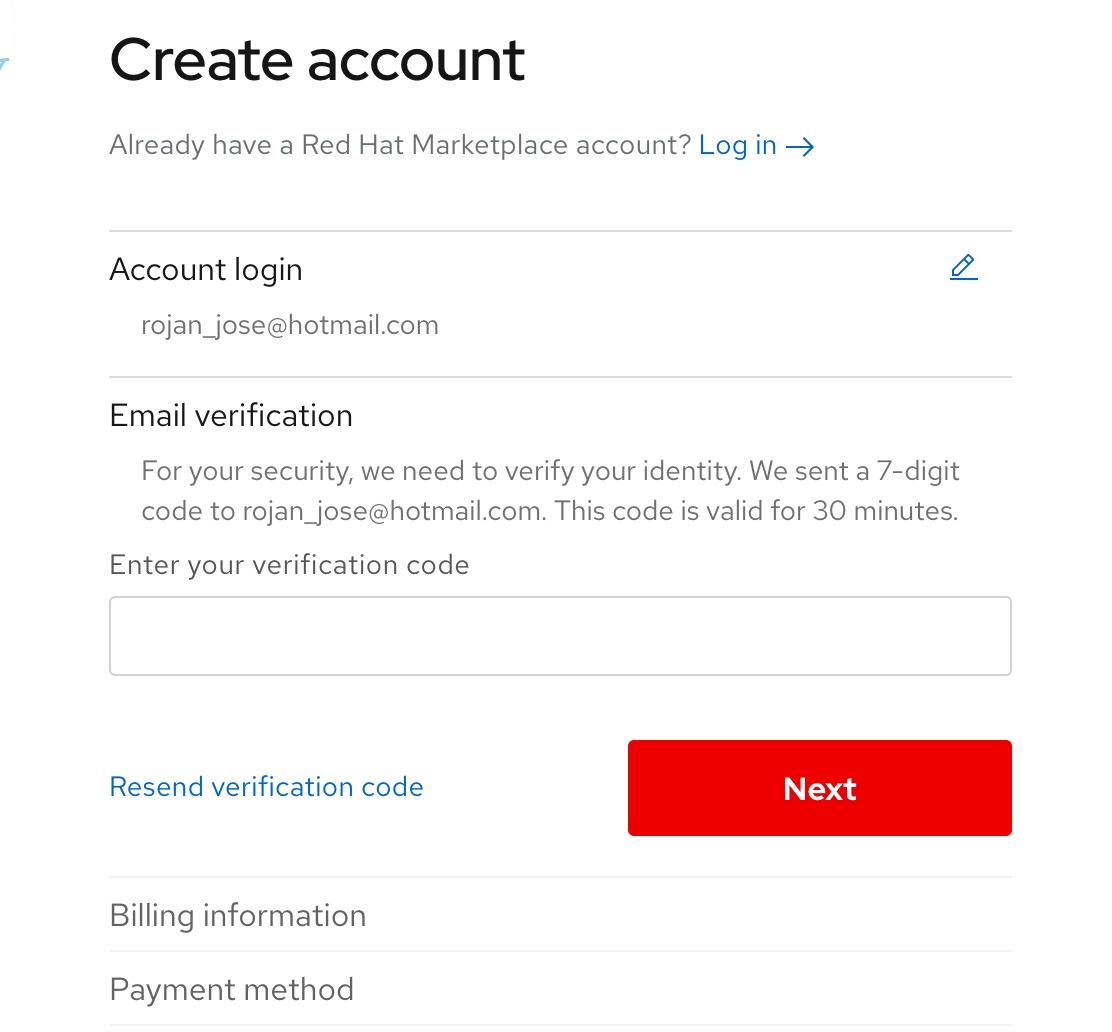 Create account
Already have a Red Hat Marketplace account? Log in →
Account login
rojan_jose@hotmail.com
Email verification
For your security, we need to verify your identity. We sent a 7-digit
code to rojan_jose@hotmail.com. This code is valid for 30 minutes.
Enter your verification code
Resend verification code
Next
Billing information
Payment method